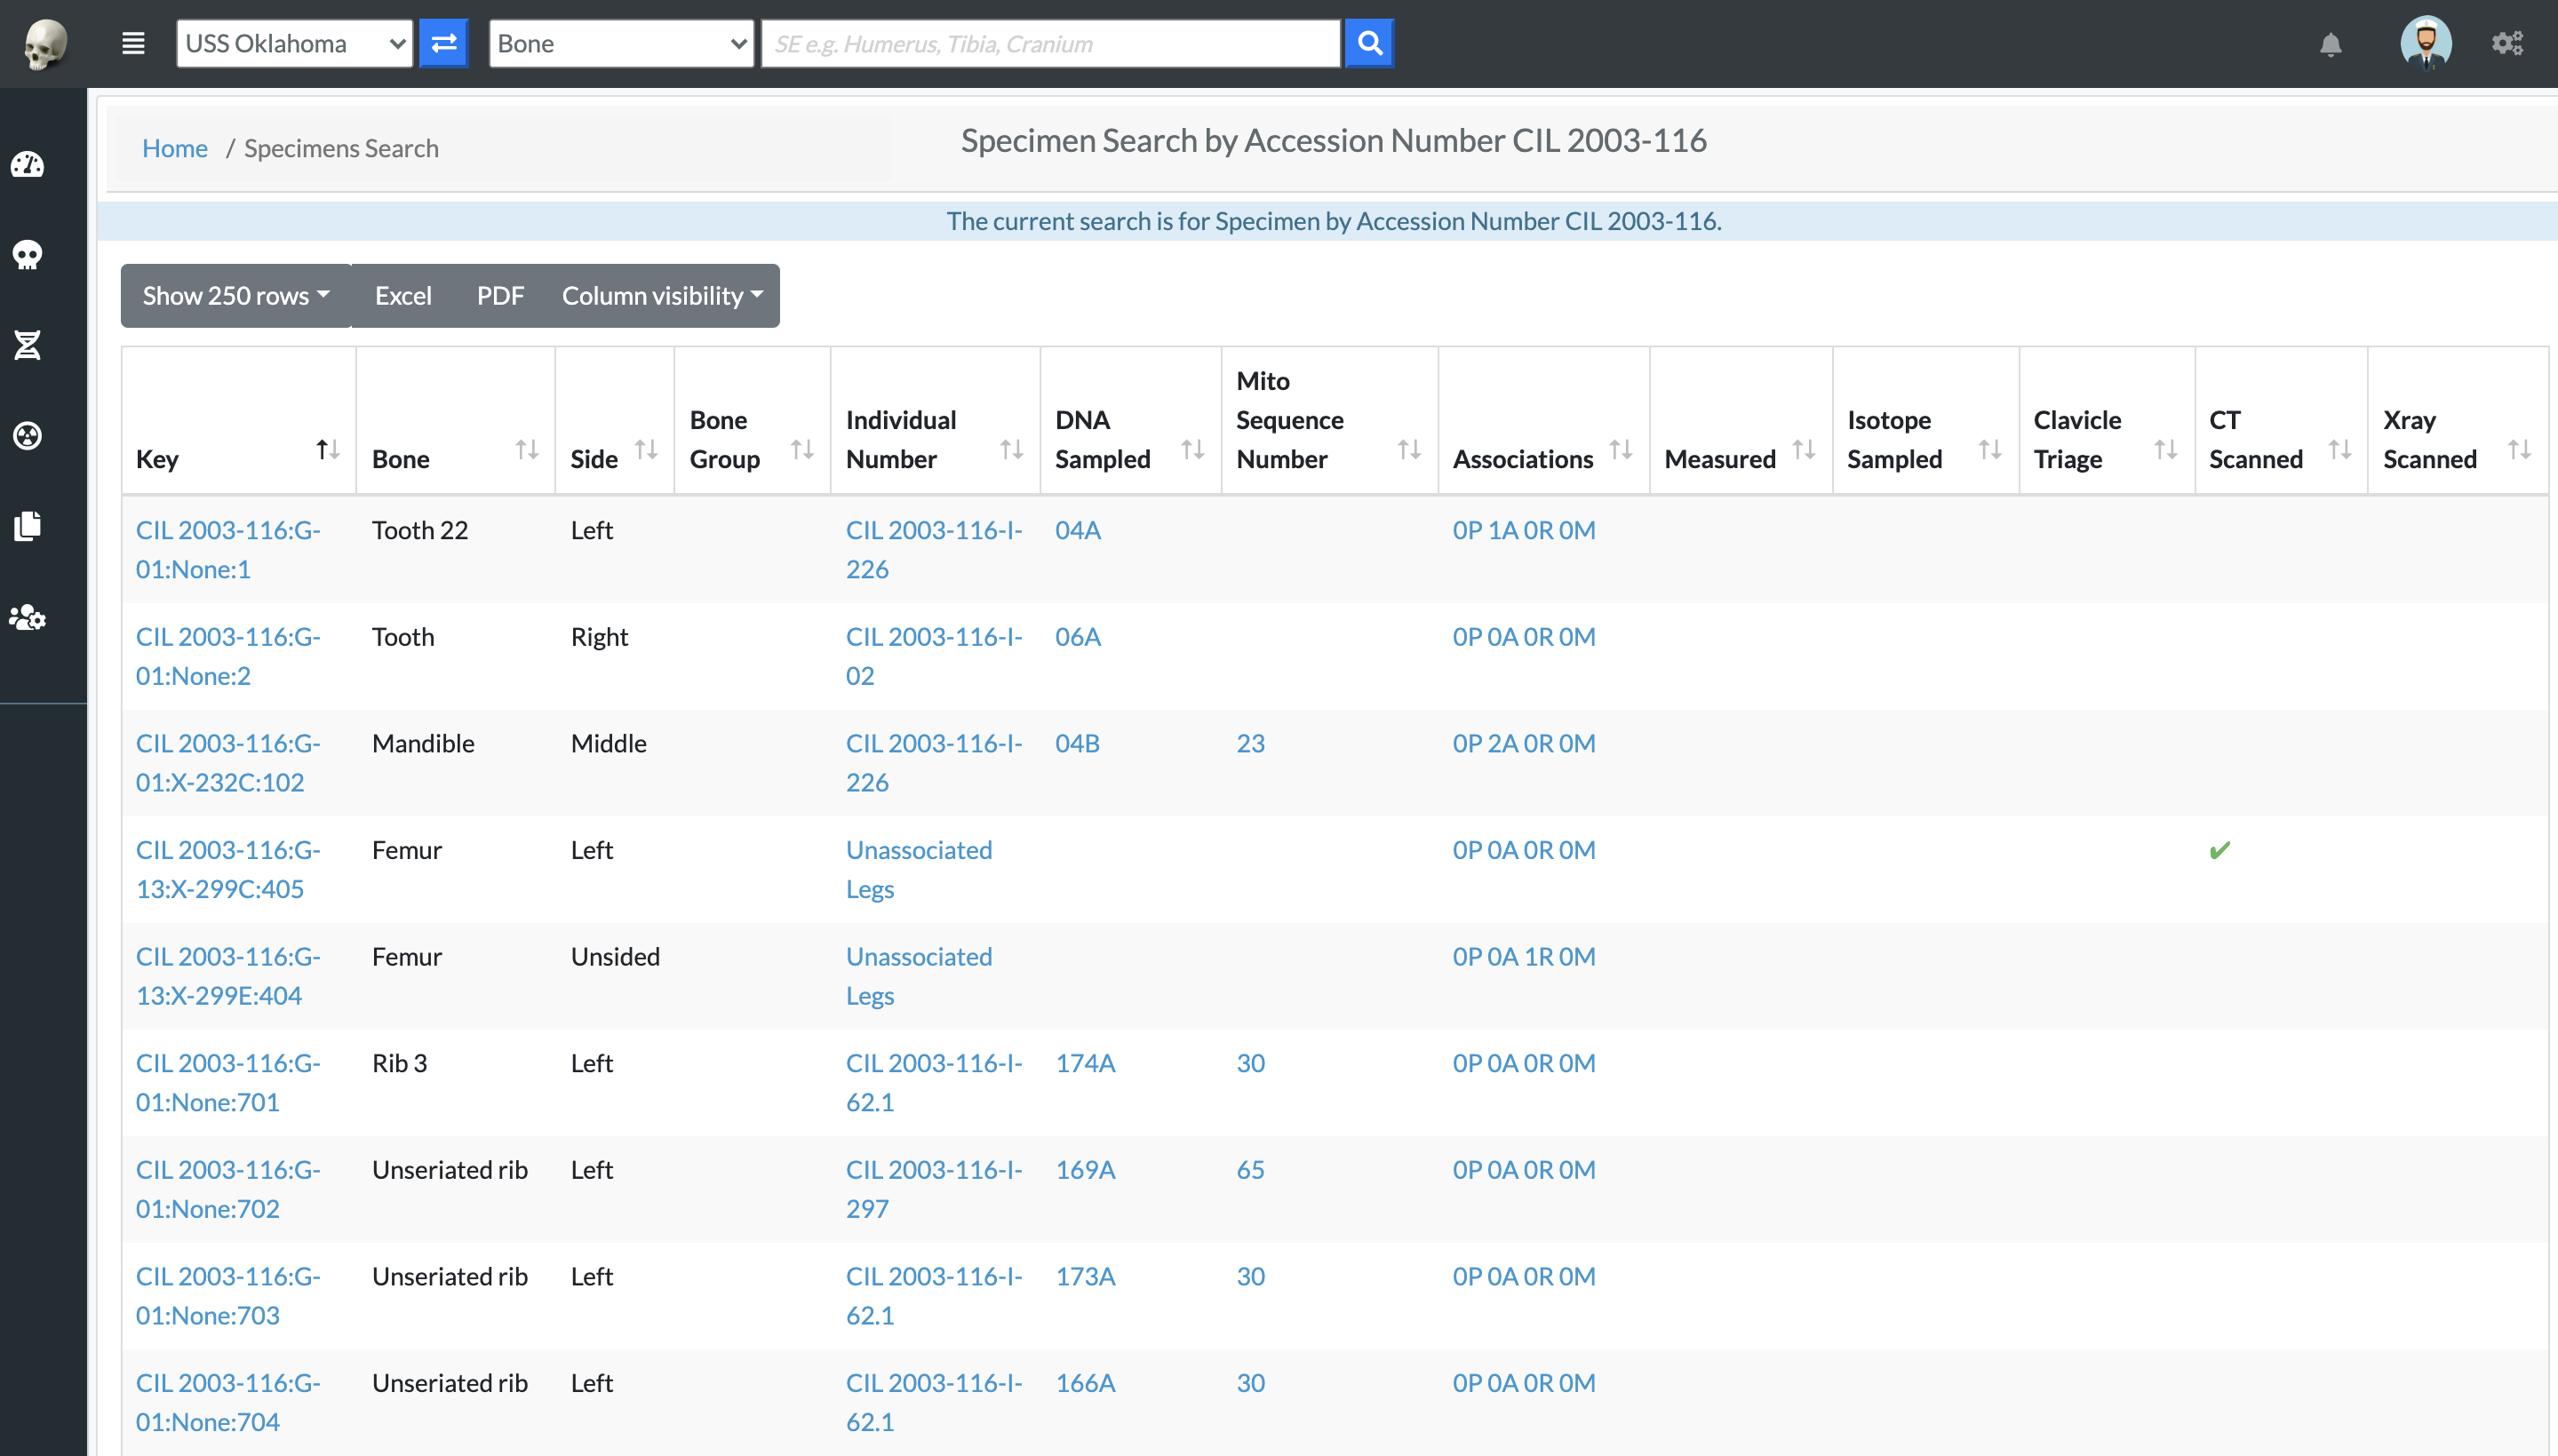 USS Oklahoma Bone SE e.g. Humerus, Tibia, Cranium
Home / Specimens Search
Specimen Search by Accession Number CIL 2003-116
The current search is for Specimen by Accession Number CIL 2003-116.
Show 250 rows Excel PDF Column visibility
Key Bone Side Bone Group Individual Number DNA Sampled Mito Sequence Number Associations Measured Isotope Sampled Clavicle Triage CT Scanned Xray Scanned
CIL 2003-116:G- Tooth 22 Left CIL 2003-116-I- 04A 0P 1A 0R 0M
01:None:1 226
CIL 2003-116:G- Tooth Right CIL 2003-116-I- 06A 0P 0A 0R 0M
01:None:2 02
CIL 2003-116:G- Mandible Middle CIL 2003-116-I- 04B 23 0P 2A 0R 0M
01:X-232C:102 226
CIL 2003-116:G- Femur Left Unassociated 0P 0A 0R 0M ✔
13:X-299C:405 Legs
CIL 2003-116:G- Femur Unsided Unassociated 0P 0A 1R 0M
13:X-299E:404 Legs
CIL 2003-116:G- Rib 3 Left CIL 2003-116-I- 174A 30 0P 0A 0R 0M
01:None:701 62.1
CIL 2003-116:G- Unseriated rib Left CIL 2003-116-I- 169A 65 0P 0A 0R 0M
01:None:702 297
CIL 2003-116:G- Unseriated rib Left CIL 2003-116-I- 173A 30 0P 0A 0R 0M
01:None:703 62.1
CIL 2003-116:G- Unseriated rib Left CIL 2003-116-I- 166A 30 0P 0A 0R 0M
01:None:704 62.1